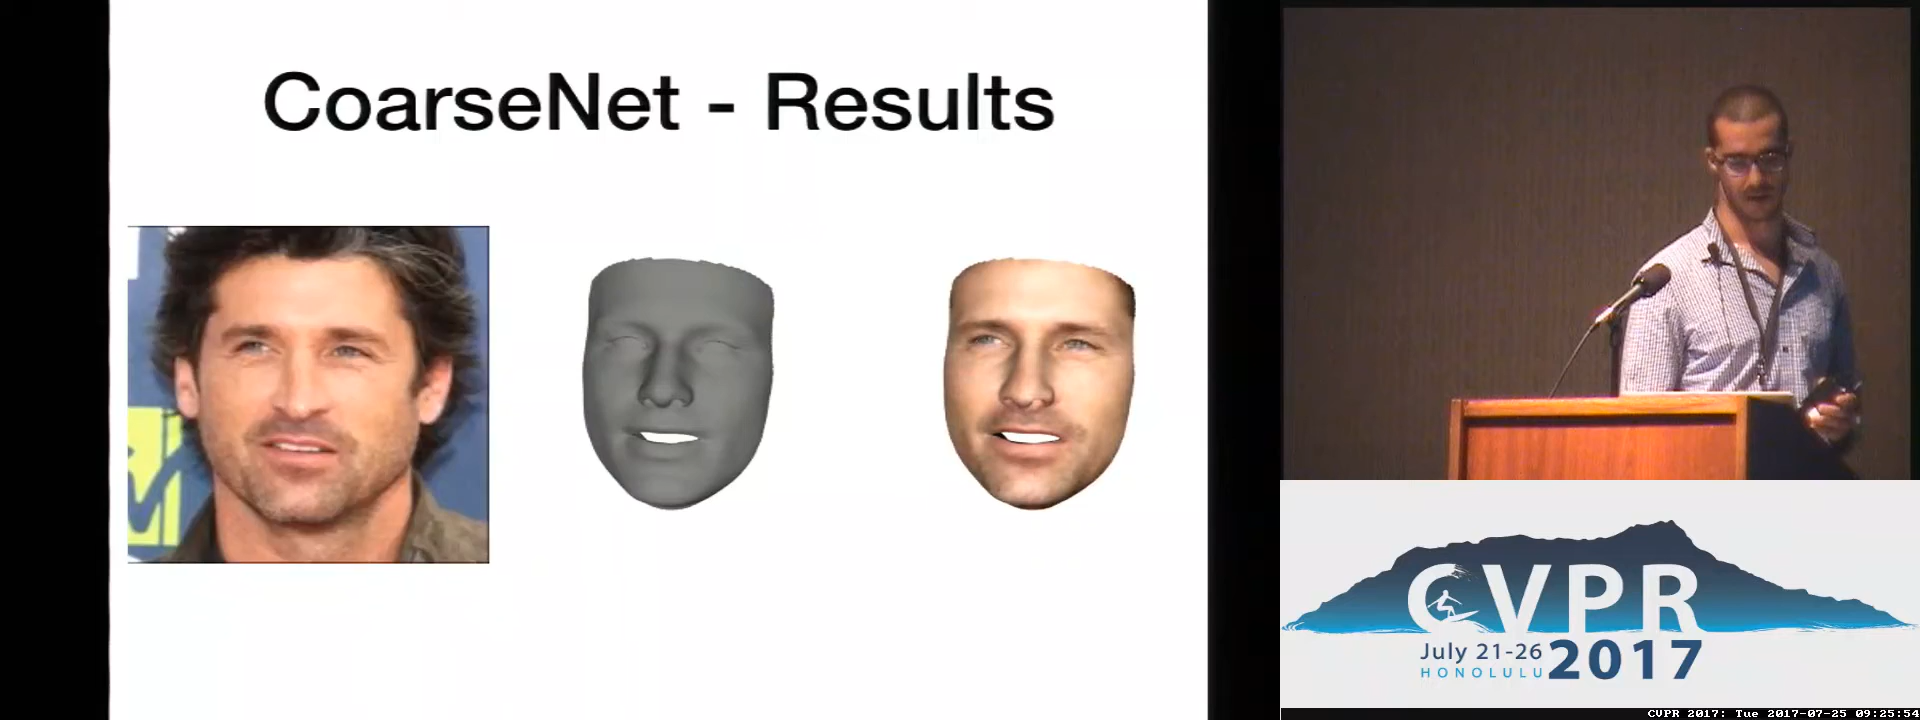 CoarseNet - Results
CVPR
July 21-26
HONOLULU
2017
CVPR 2017: Tue 2017-07-25 09:25:54